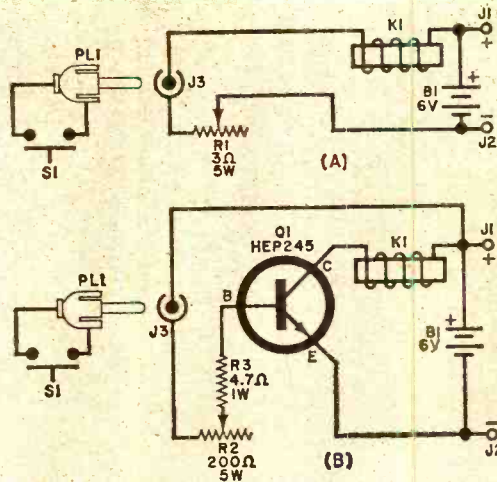 PL1
S1
J3
R1
3Ω
5W
K1
J1
+
+
B1
6V
-
J2
(A)
PL1
S1
J3
Q1
HEP245
B
C
E
K1
J1
+
+
B1
6V
-
J2
R3
4.7Ω
1W
R2
200Ω
5W
(B)